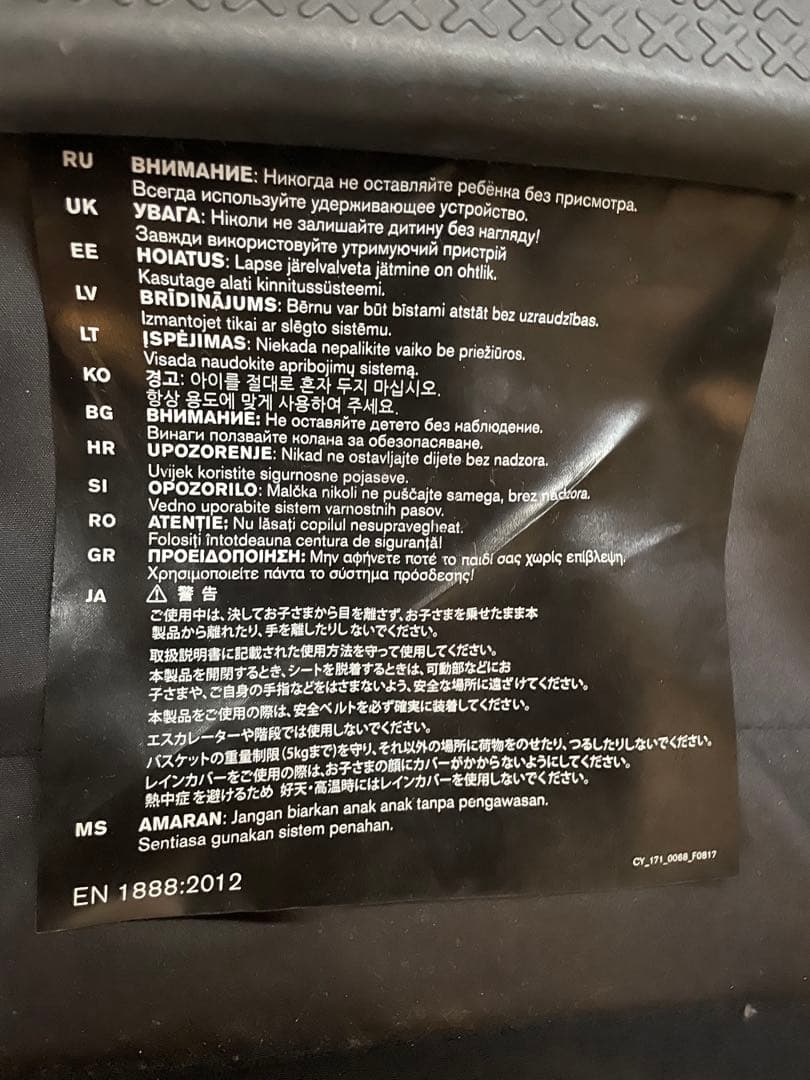 RU ВНИМАНИЕ: Никогда не оставляйте ребёнка без присмотра.
Всегда используйте удерживающее устройство.
UK УВАГА: Ніколи не залишайте дитину без нагляду!
Завжди використовуйте утримуючий пристрій
EE HOIATUS: Lapse järelvalveta jätmine on ohtlik.
Kasutage alati kinnitussüsteemi.
LV BRĪDINĀJUMS: Bērnu var būt bīstami atstāt bez uzraudzības.
Izmantojet tikai ar slēgto sistēmu.
LT ĮSPĖJIMAS: Niekada nepalikite vaiko be priežiūros.
Visada naudokite apribojimų sistemą.
KO 경고: 아이를 절대로 혼자 두지 마십시오.
항상 용도에 맞게 사용하여 주세요.
BG ВНИМАНИЕ: Не оставяйте детето без наблюдение.
Винаги ползвайте колана за обезопасяване.
HR UPOZORENJE: Nikad ne ostavljajte dijete bez nadzora.
Uvijek koristite sigurnosne pojaseve.
SI OPOZORILO: Malčka nikoli ne puščajte samega, brez nadzora.
Vedno uporabite sistem varnostnih pasov.
RO ATENȚIE: Nu lăsați copilul nesupravegheat.
Folosiți întotdeauna centura de siguranță!
GR ΠΡΟΕΙΔΟΠΟΙΗΣΗ: Μην αφήνετε ποτέ το παιδί σας χωρίς επίβλεψη.
Χρησιμοποιείτε πάντα το σύστημα πρόσδεσης!
JA ⚠ 警告
ご使用中は、決してお子さまから目を離さず、お子さまを乗せたまま本
製品から離れたり、手を離したりしないでください。
取扱説明書に記載された使用方法を守って使用してください。
本製品を開閉するとき、シートを脱着するときは、可動部などにお
子さまや、ご自身の手指などをはさまないよう、安全な場所に遠ざけてください。
本製品をご使用の際は、安全ベルトを必ず確実に装着してください。
エスカレーターや階段では使用しないでください。
バスケットの重量制限(5kgまで)を守り、それ以外の場所に荷物をのせたり、つるしたりしないでください。
レインカバーをご使用の際は、お子さまの顔にカバーがかからないようにしてください。
熱中症を避けるため 好天・高温時にはレインカバーを使用しないでください。
MS AMARAN: Jangan biarkan anak anak tanpa pengawasan.
Sentiasa gunakan sistem penahan.
CY_171_0068_F0817
EN 1888:2012